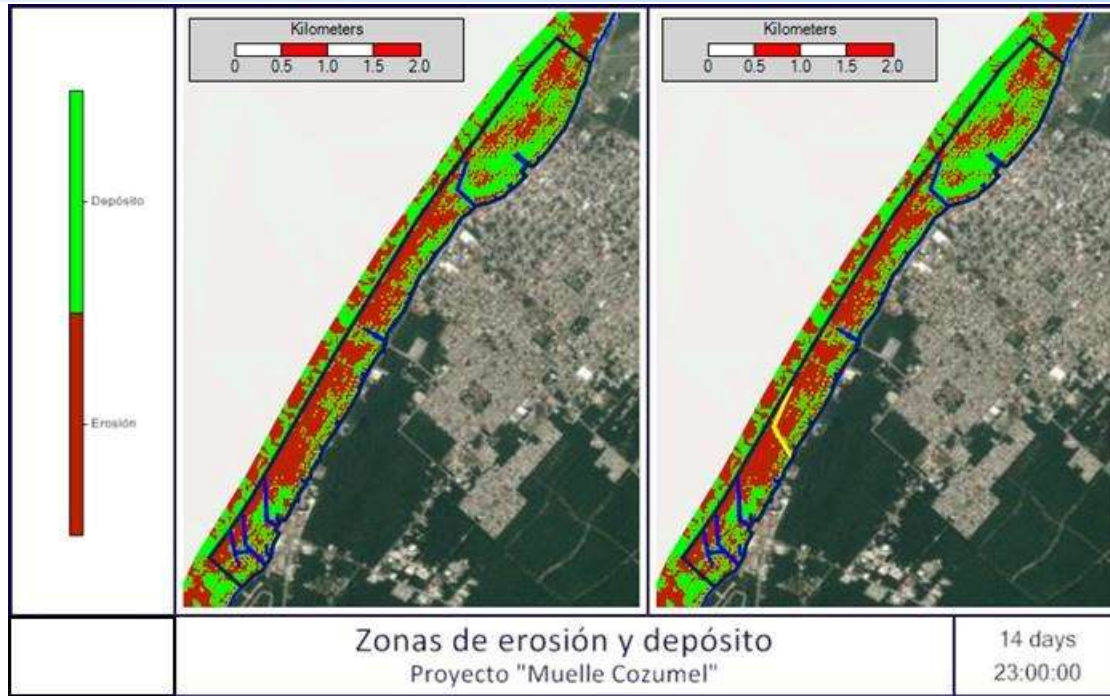 Depósito
Erosión
Kilometers
0 0.5 1.0 1.5 2.0
Kilometers
0 0.5 1.0 1.5 2.0
Zonas de erosión y depósito
Proyecto "Muelle Cozumel"
14 days
23:00:00